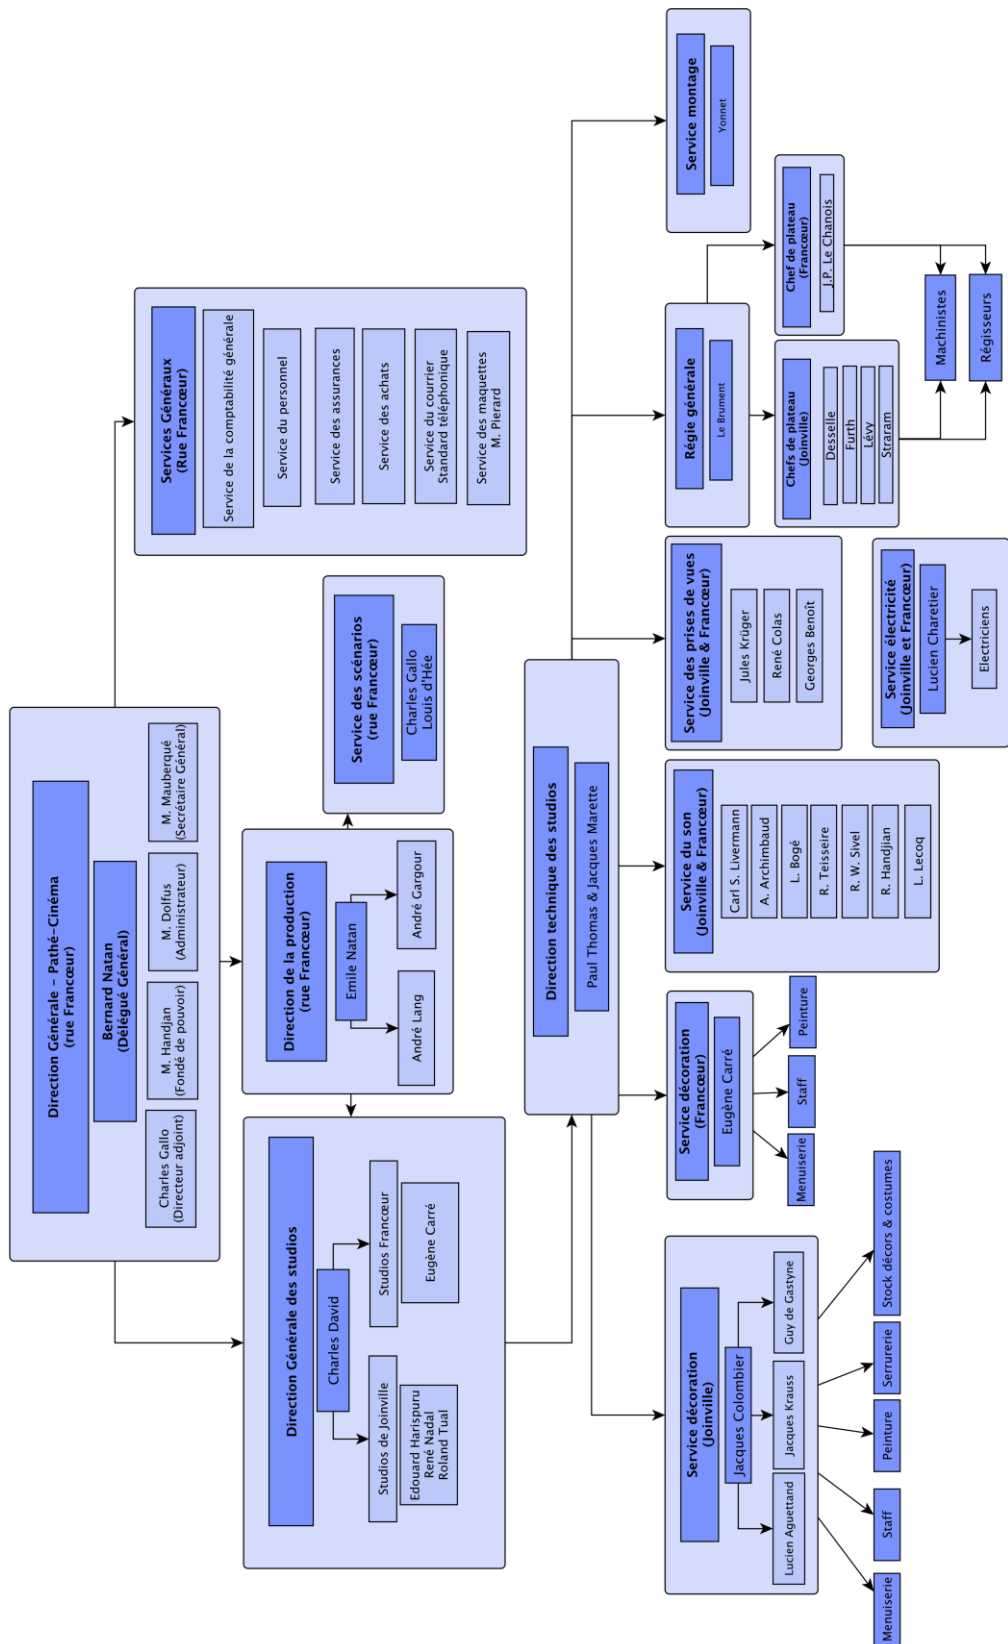 Direction Générale - Pathé-Cinéma
(rue Francœur)
Bernard Natan
(Délégué Général)
Charles Gallo
(Directeur adjoint)
M. Handjan
(Fondé de pouvoir)
M. Dolfus
(Administrateur)
M. Mauberqué
(Secrétaire Général)
Services Généraux
(Rue Francœur)
Service de la comptabilité générale
Service du personnel
Service des assurances
Service des achats
Service du courrier
Standard téléphonique
Service des maquettes
M. Pierard
Direction de la production
(rue Francœur)
Emile Natan
André Lang
André Gargour
Service des scénarios
(rue Francœur)
Charles Gallo
Louis d'Hée
Direction Générale des studios
Charles David
Studios de Joinville
Edouard Harispuru
René Nadal
Roland Tual
Studios Francœur
Eugène Carré
Direction technique des studios
Paul Thomas & Jacques Marette
Service décoration
(Joinville)
Jacques Colombier
Lucien Aguettand
Jacques Krauss
Guy de Gastyne
Menuiserie
Staff
Peinture
Serrurerie
Stock décors & costumes
Service décoration
(Francœur)
Eugène Carré
Menuiserie
Staff
Peinture
Service du son
(Joinville & Francœur)
Carl S. Livermann
A. Archimbaud
L. Bogé
R. Teisseire
R. W. Sivel
R. Handjian
L. Lecoq
Service des prises de vues
(Joinville & Francœur)
Jules Krüger
René Colas
Georges Benoît
Service électricité
(Joinville et Francœur)
Lucien Charetier
Electriciens
Régie générale
Le Brument
Chefs de plateau
(Joinville)
Desselle
Furth
Lévy
Straram
Chef de plateau
(Francœur)
J.P. Le Chanois
Machinistes
Régisseurs
Service montage
Yonnet